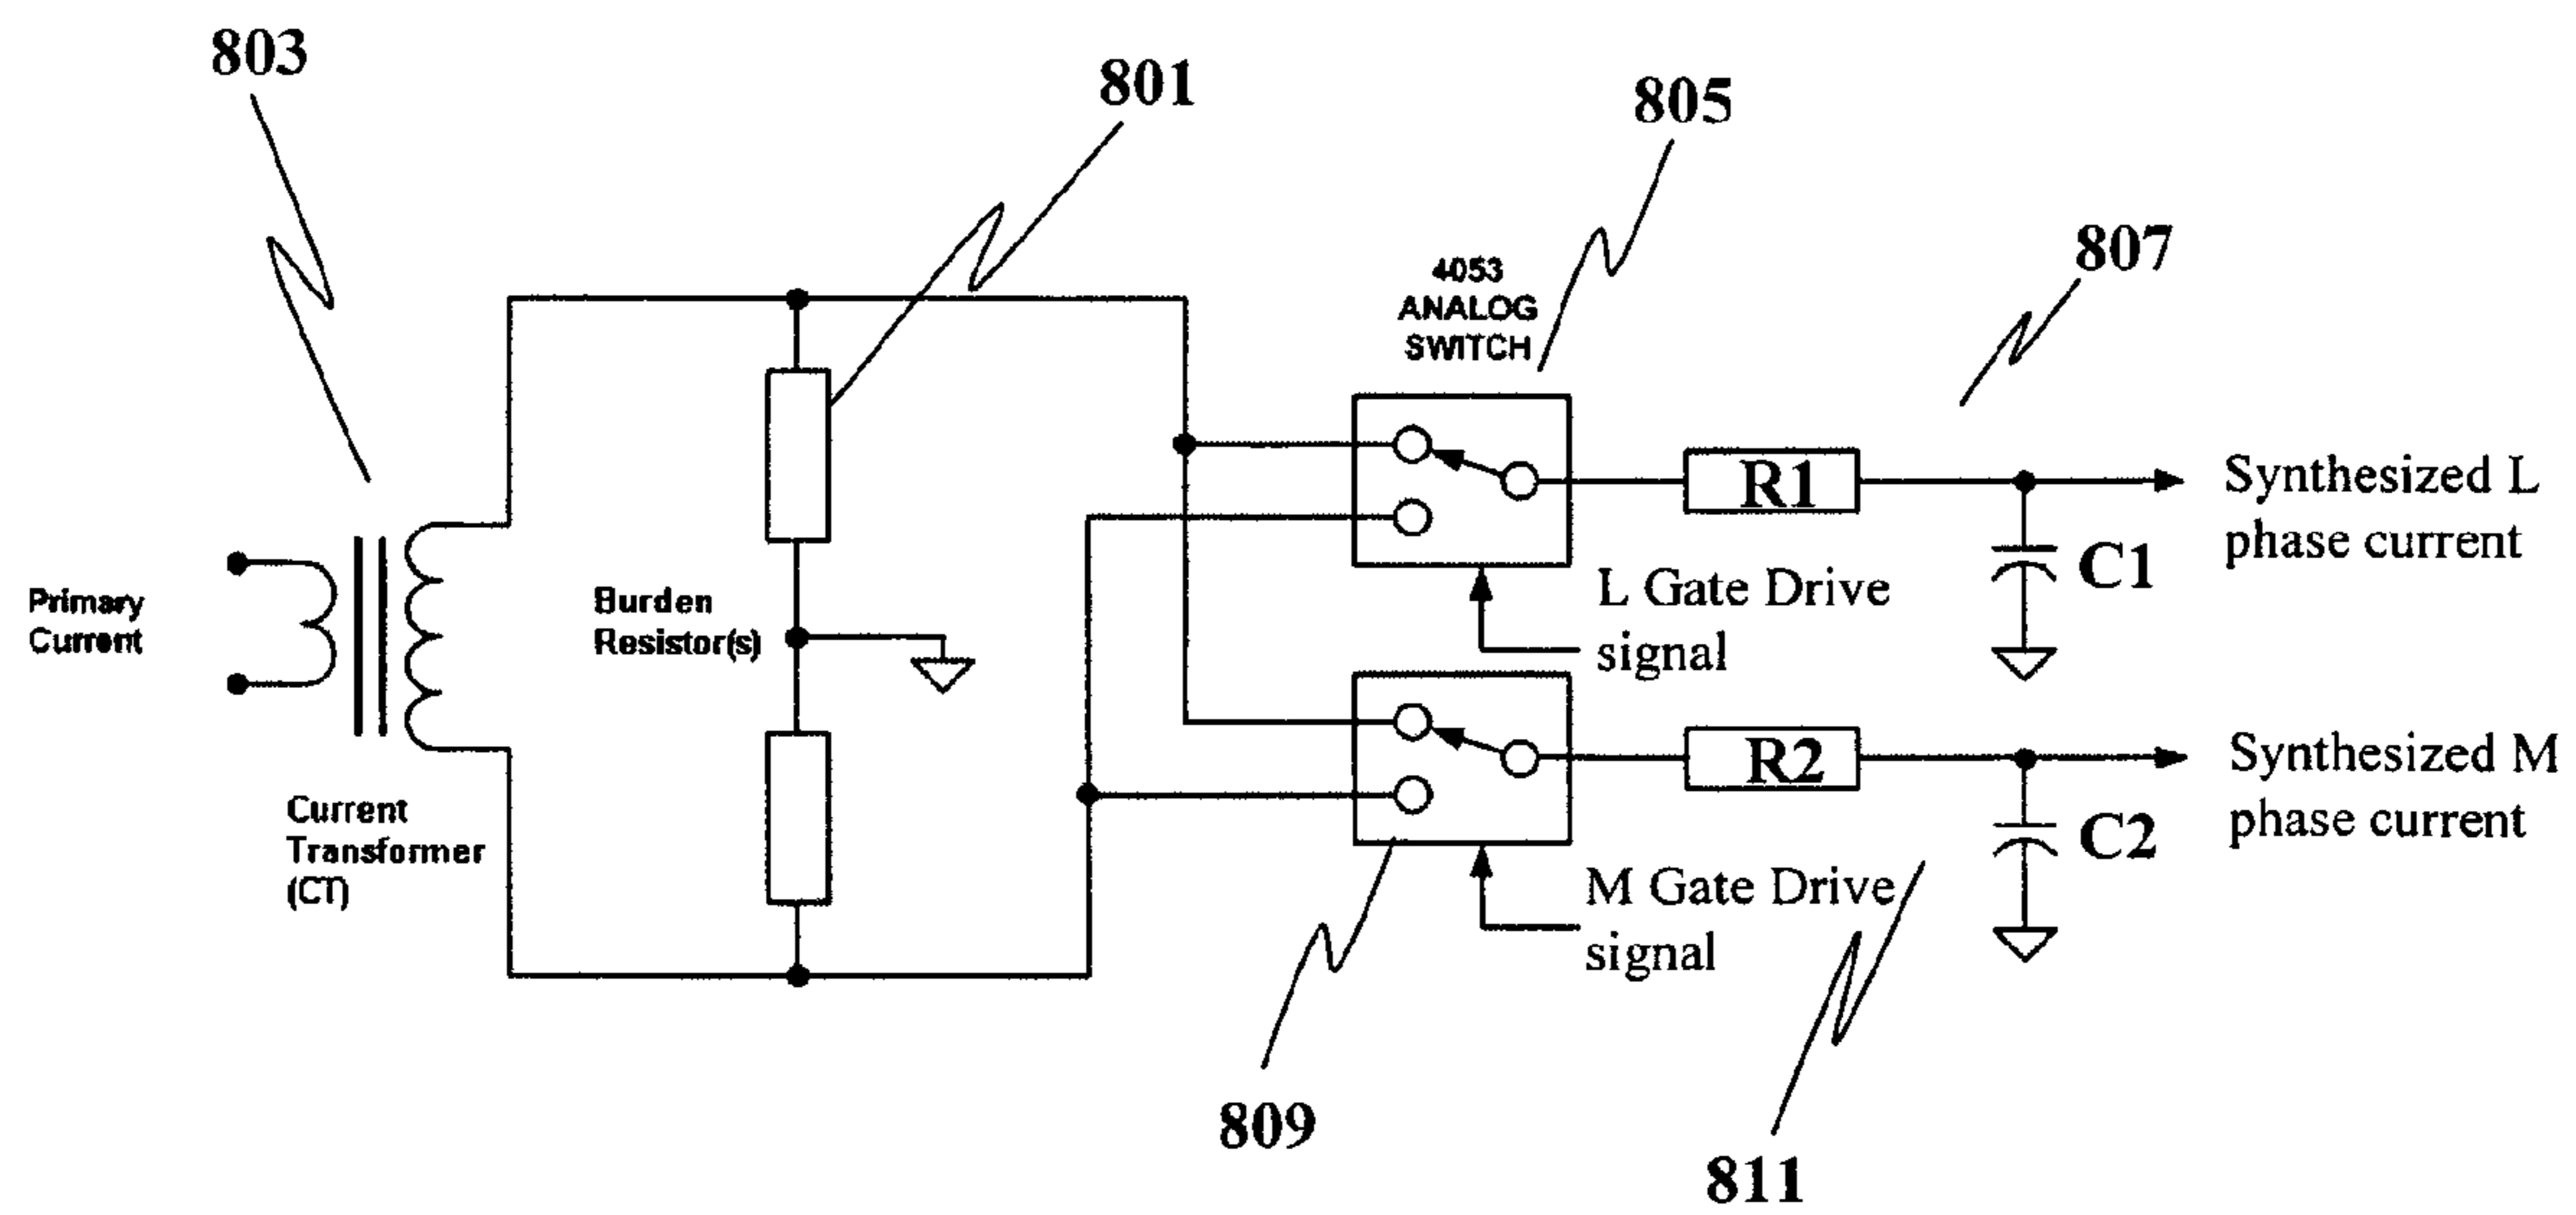 803
801
805
807
4053
ANALOG
SWITCH
R1
Synthesized L
phase current
C1
Primary
Current
Burden
Resistor(s)
L Gate Drive
signal
R2
Synthesized M
phase current
C2
Current
Transformer
(CT)
M Gate Drive
signal
809
811